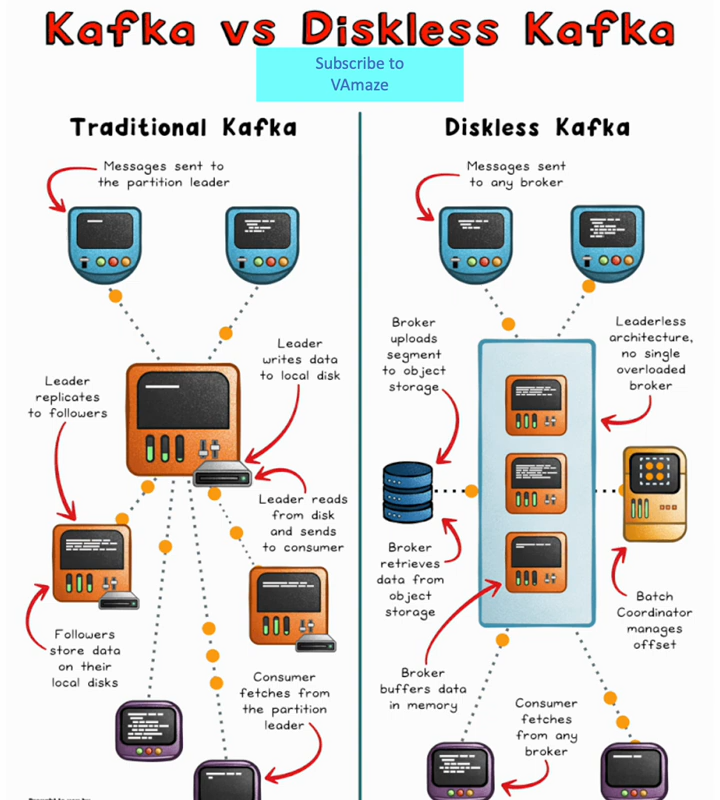 Kafka vs Diskless Kafka
Subscribe to
VAmaze
Traditional Kafka
Messages sent to
the partition leader
Leader
writes data
to local disk
Leader
replicates
to followers
Leader reads
from disk
and sends
to consumer
Followers
store data
on their
local disks
Consumer
fetches from
the partition
leader
Diskless Kafka
Messages sent
to any broker
Broker
uploads
segment
to object
storage
Leaderless
architecture,
no single
overloaded
broker
Broker
retrieves
data from
object
storage
Batch
Coordinator
manages
offset
Broker
buffers data
in memory
Consumer
fetches
from any
broker